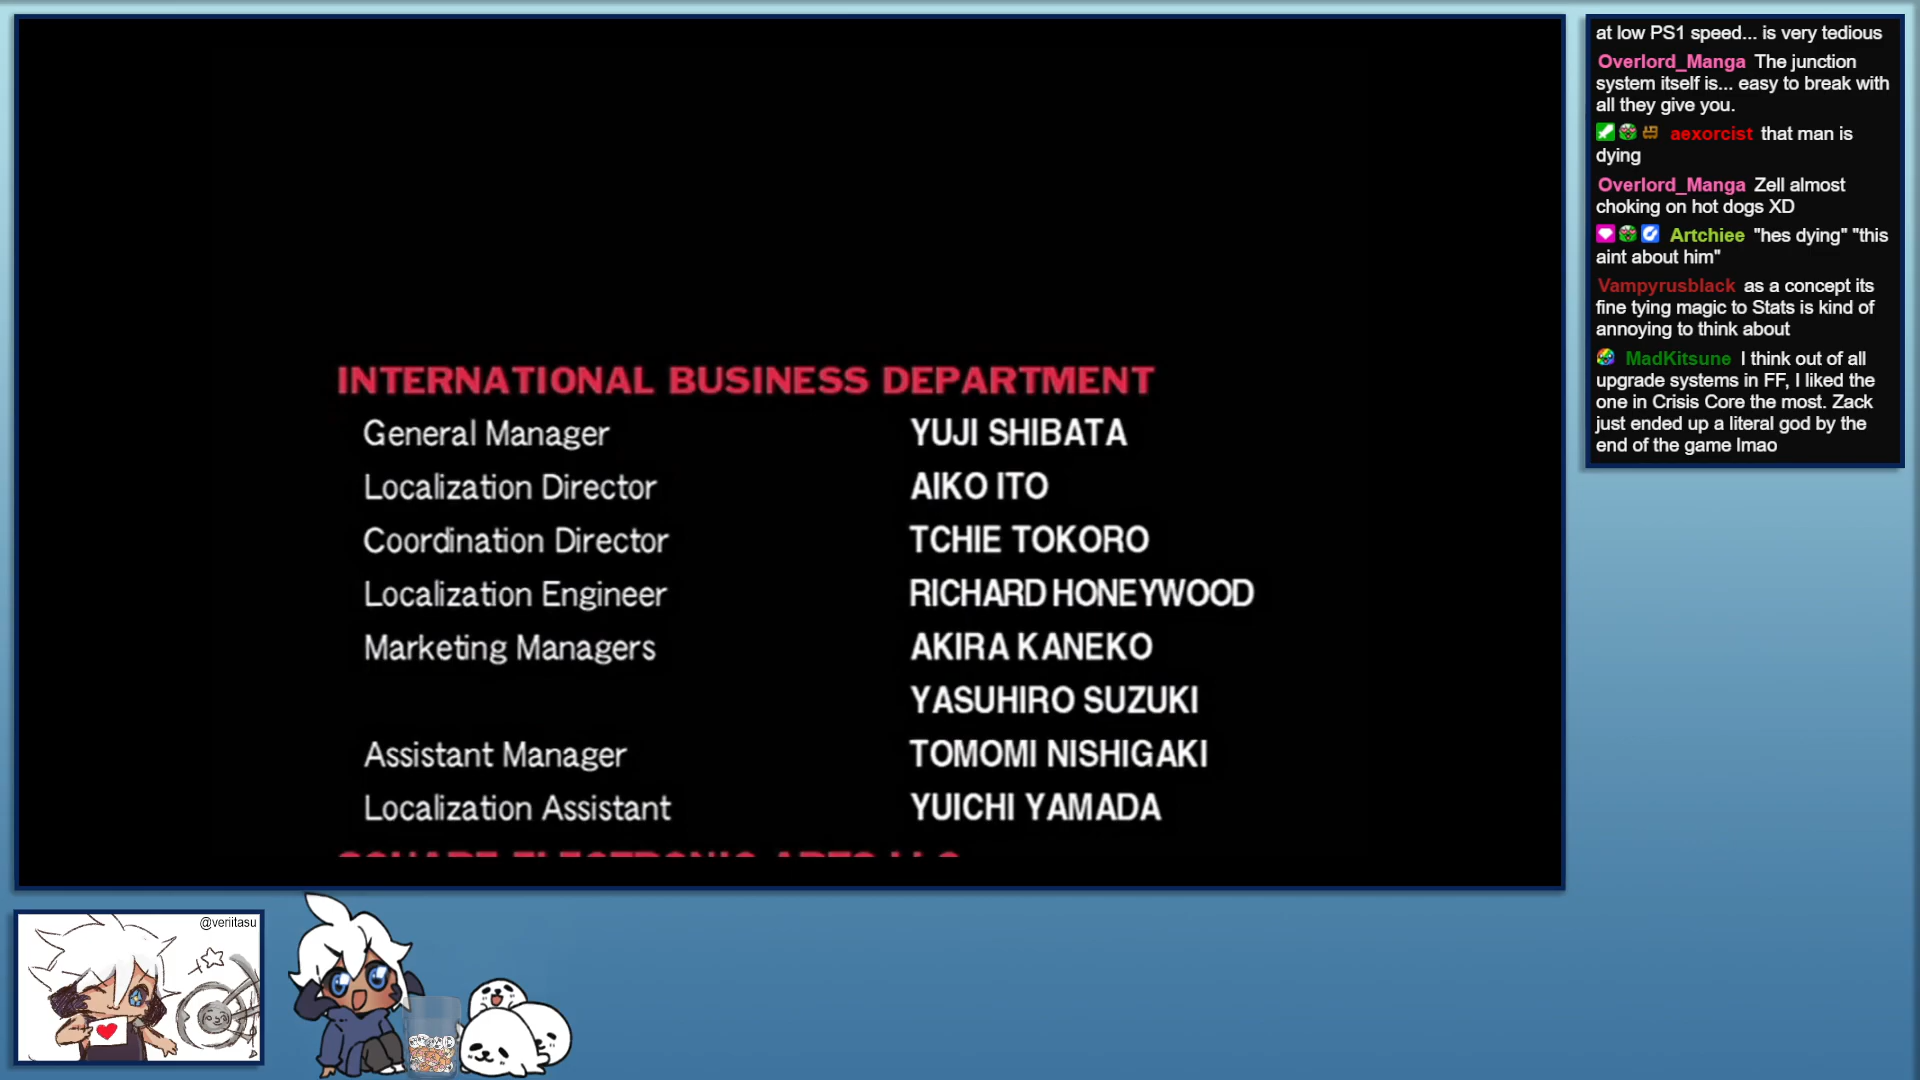 INTERNATIONAL BUSINESS DEPARTMENT
General Manager YUJI SHIBATA
Localization Director AIKO ITO
Coordination Director TCHIE TOKORO
Localization Engineer RICHARD HONEYWOOD
Marketing Managers AKIRA KANEKO
YASUHIRO SUZUKI
Assistant Manager TOMOMI NISHIGAKI
Localization Assistant YUICHI YAMADA
at low PS1 speed... is very tedious
Overlord_Manga The junction
system itself is... easy to break with
all they give you.
aexorcist that man is
dying
Overlord_Manga Zell almost
choking on hot dogs XD
Artchiee "hes dying" "this
aint about him"
Vampyrusblack as a concept its
fine tying magic to Stats is kind of
annoying to think about
MadKitsune I think out of all
upgrade systems in FF, I liked the
one in Crisis Core the most. Zack
just ended up a literal god by the
end of the game lmao
@veriitasu